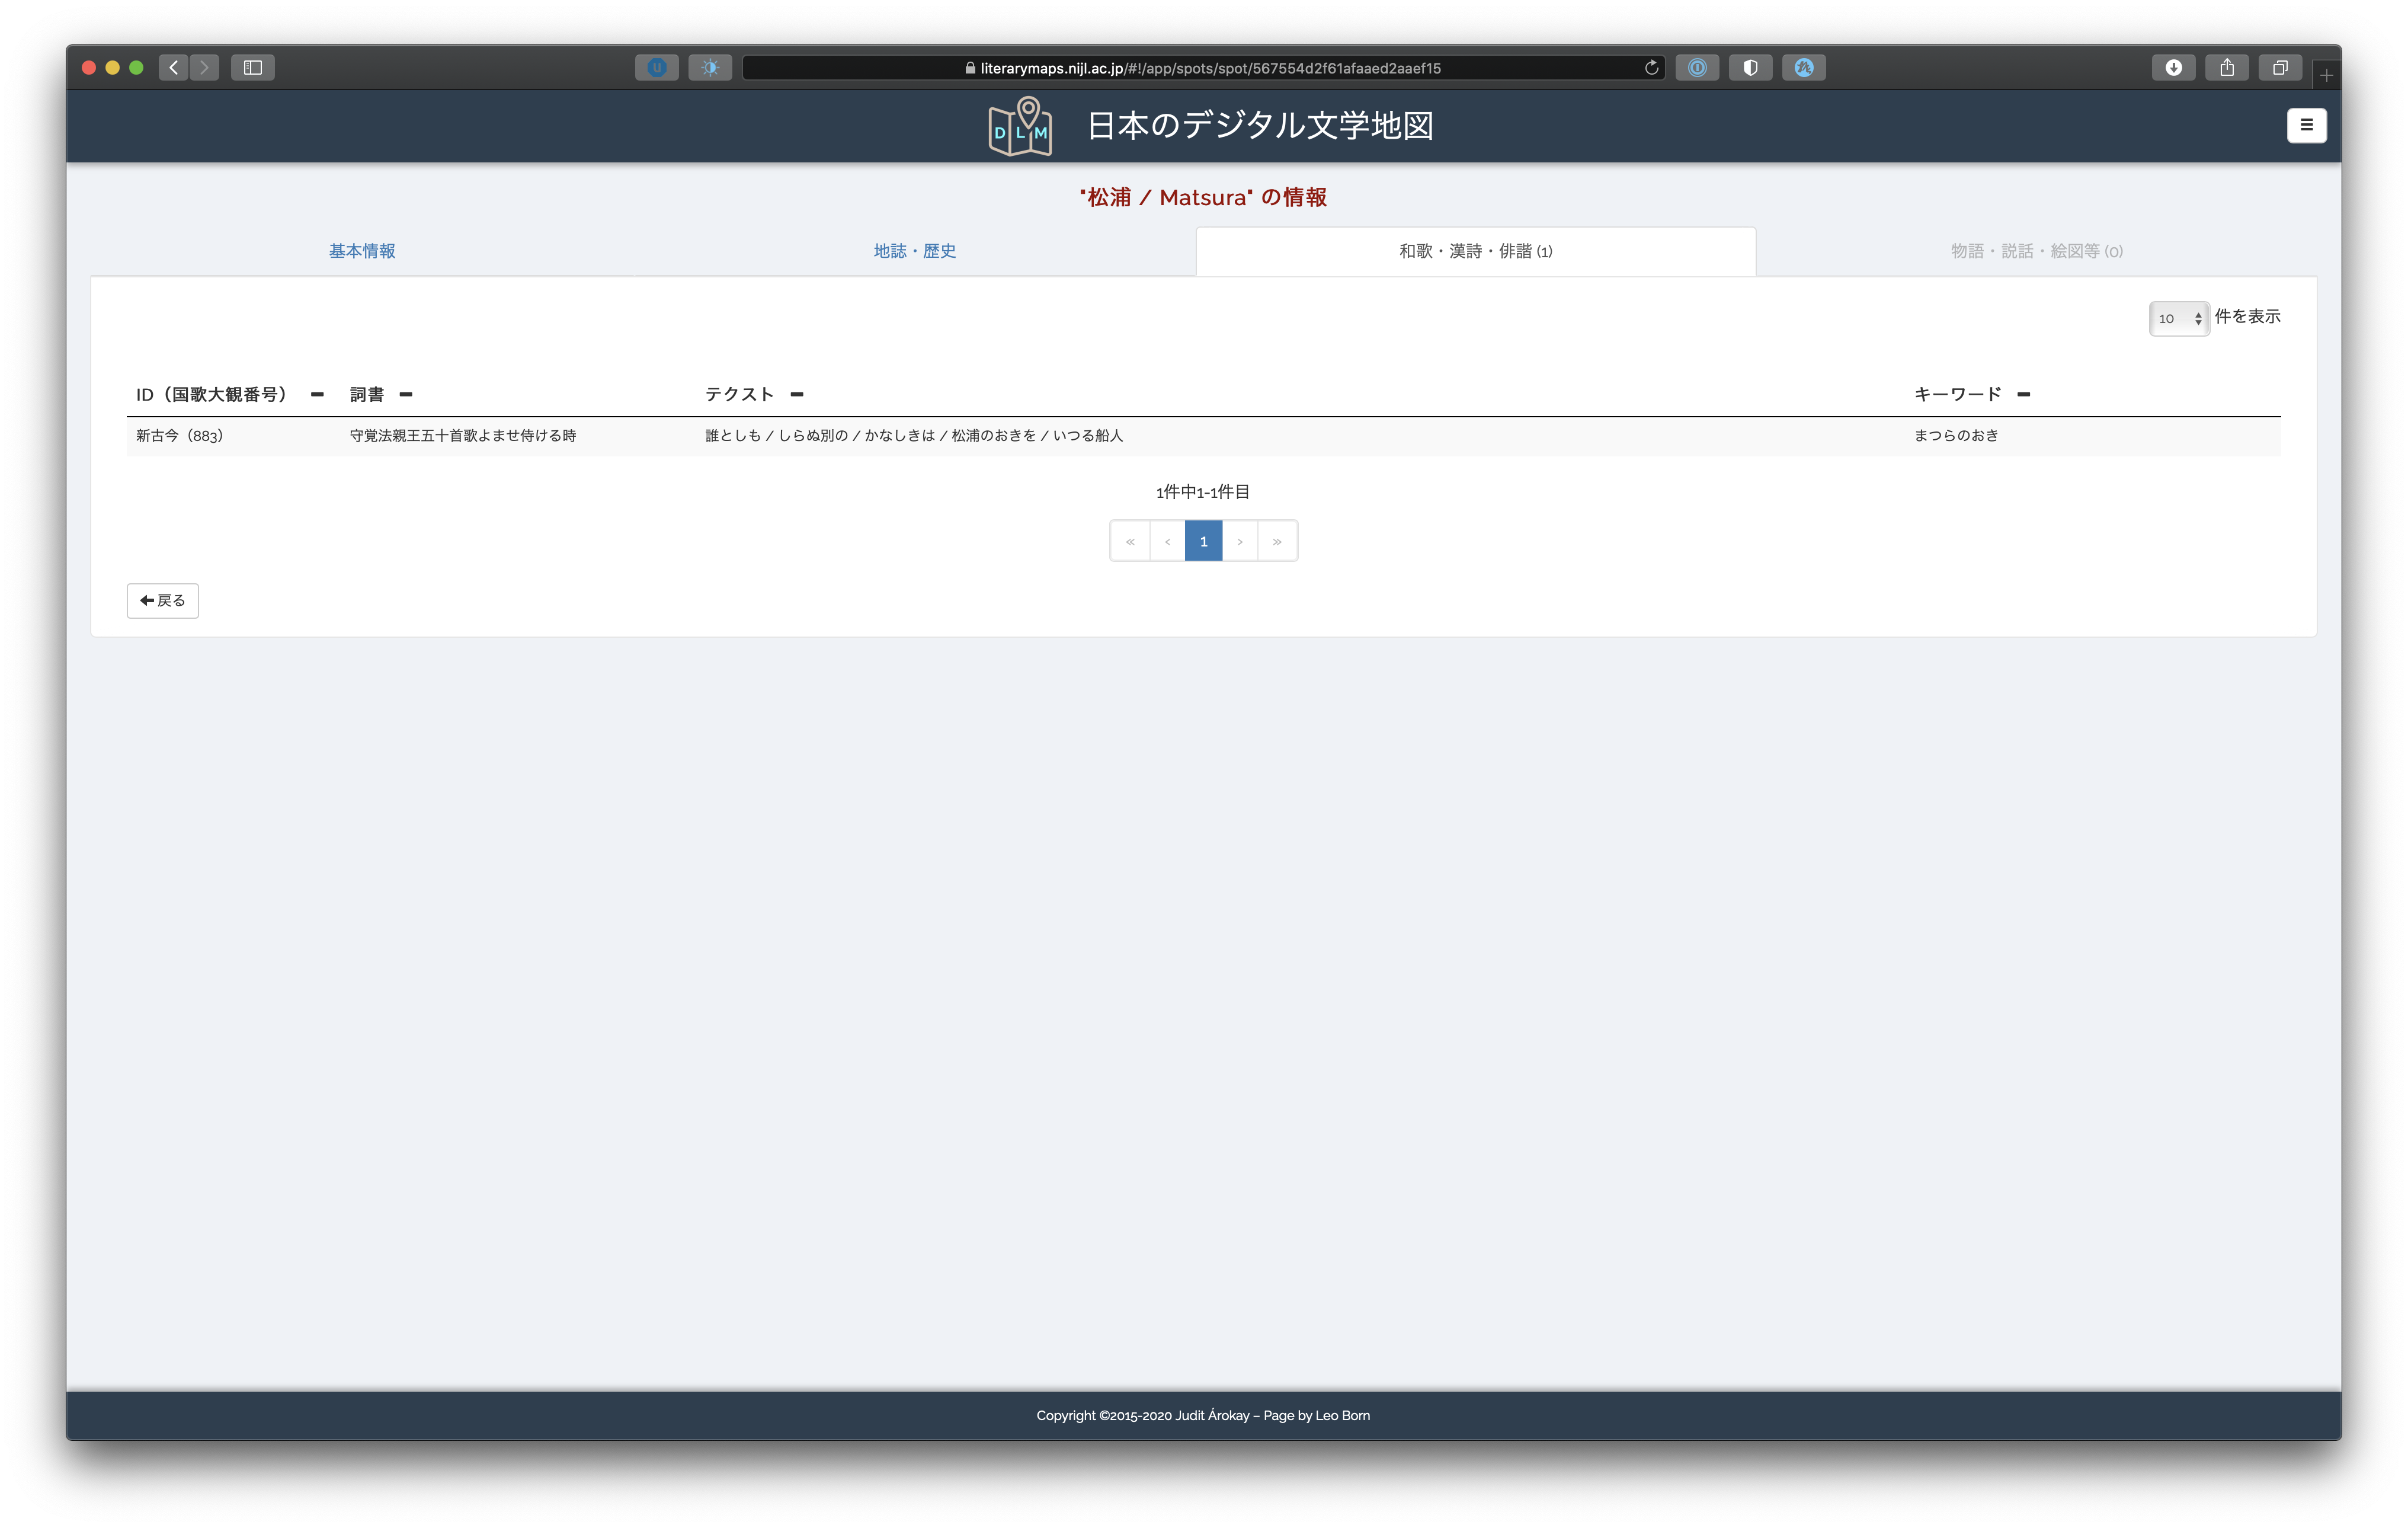 literarymaps.nijl.ac.jp/#!/app/spots/spot/567554d2f61afaaed2aaef15
DLM 日本のデジタル文学地図
"松浦 / Matsura" の情報
基本情報 地誌・歴史 和歌・漢詩・俳諧 (1) 物語・説話・絵図等 (0)
10 件を表示
ID（国歌大観番号） 詞書 テクスト キーワード
新古今（883） 守覚法親王五十首歌よませ侍ける時 誰としも / しらぬ別の / かなしきは / 松浦のおきを / いつる船人 まつらのおき
1件中1-1件目
« ‹ 1 › »
戻る
Copyright ©2015-2020 Judit Árokay – Page by Leo Born